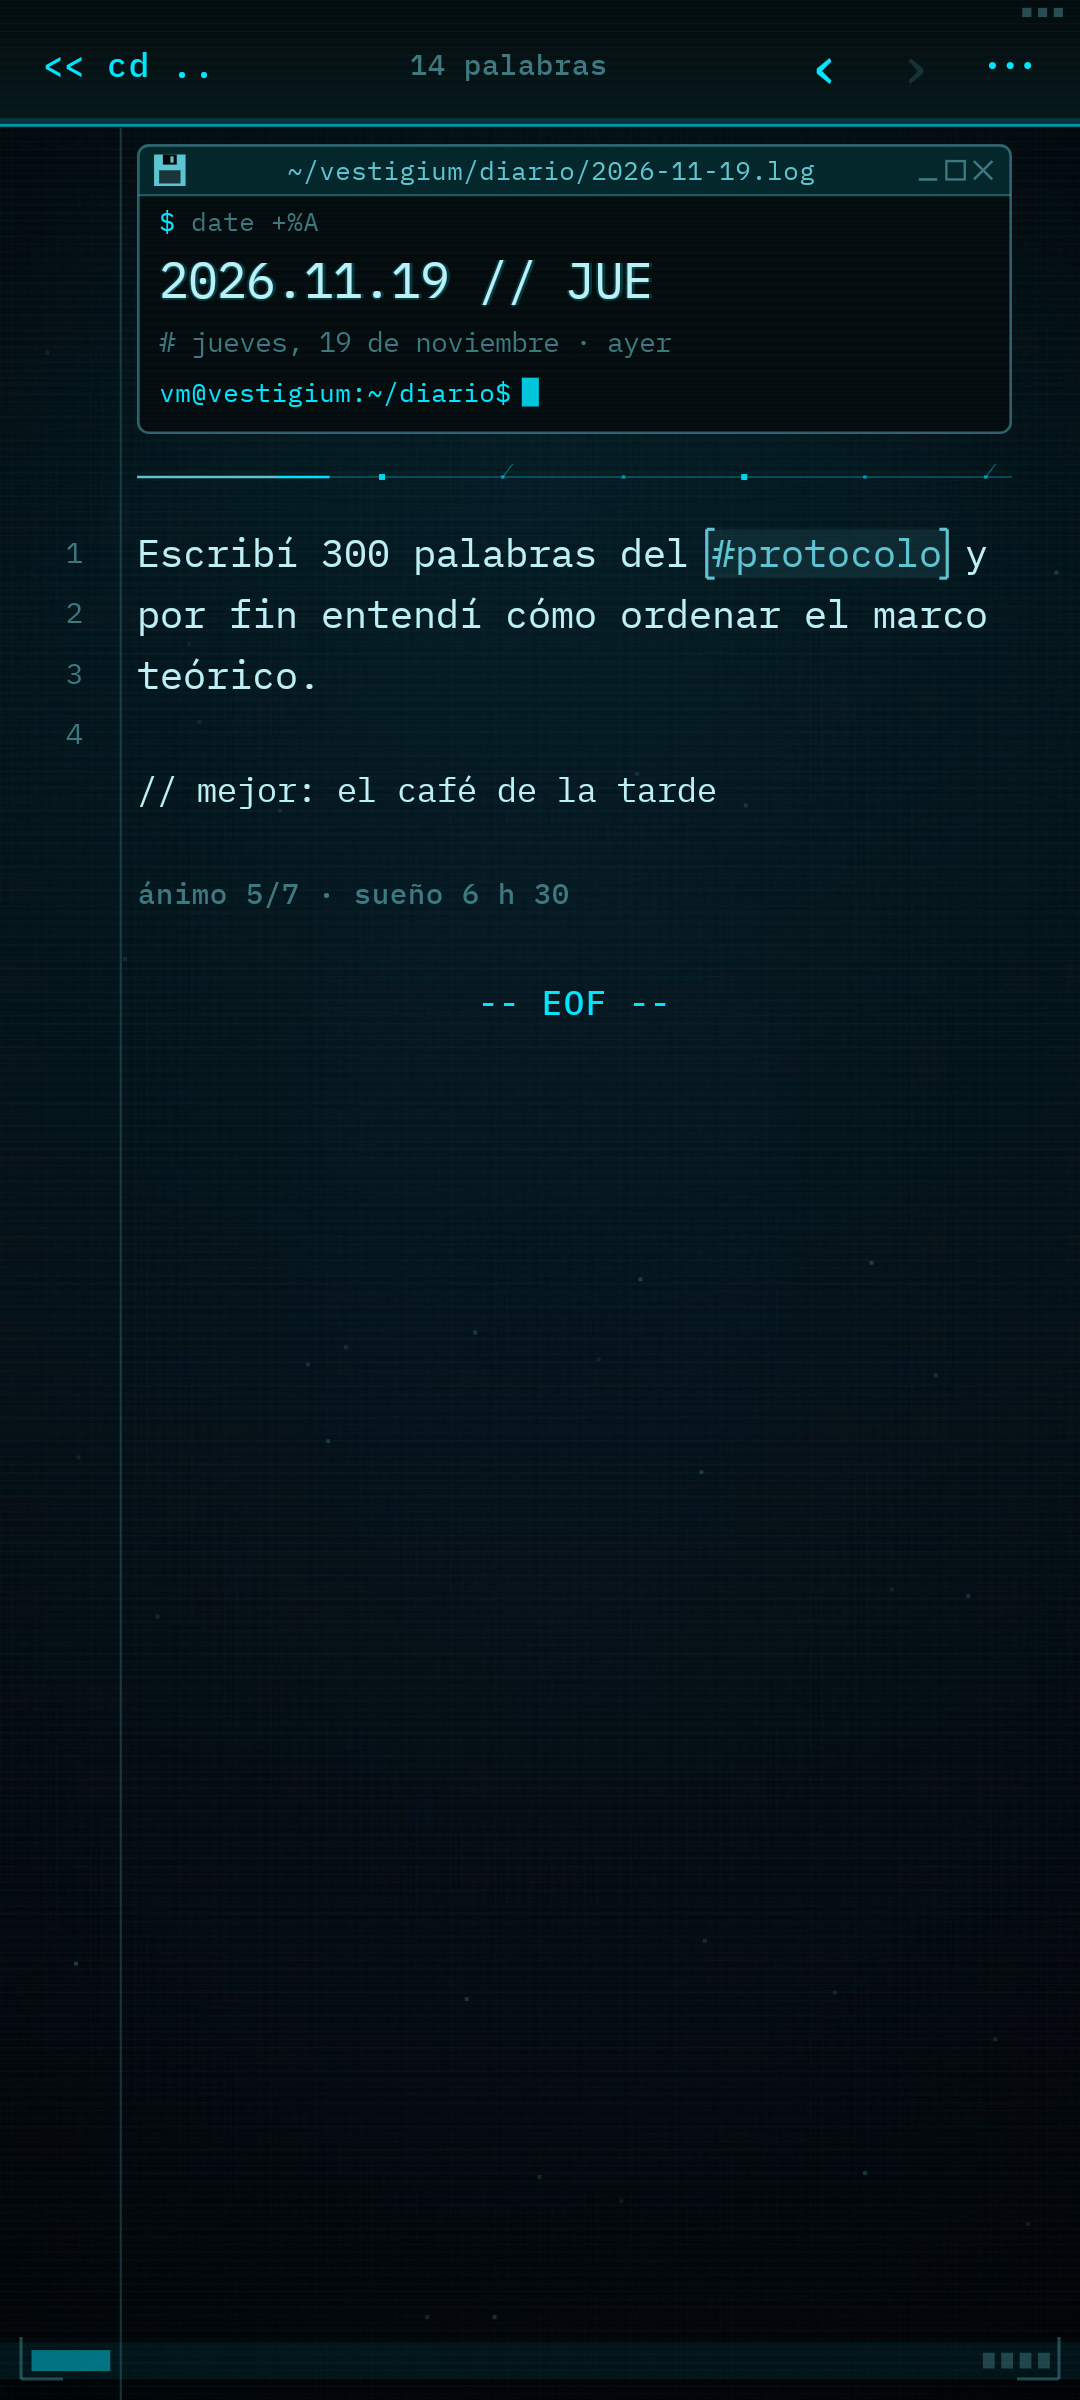 << cd .. 14 palabras ‹ › ···
~/vestigium/diario/2026-11-19.log
$ date +%A
2026.11.19 // JUE
# jueves, 19 de noviembre · ayer
vm@vestigium:~/diario$
1 Escribí 300 palabras del [#protocolo] y
2 por fin entendí cómo ordenar el marco
3 teórico.
4
// mejor: el café de la tarde
ánimo 5/7 · sueño 6 h 30
-- EOF --